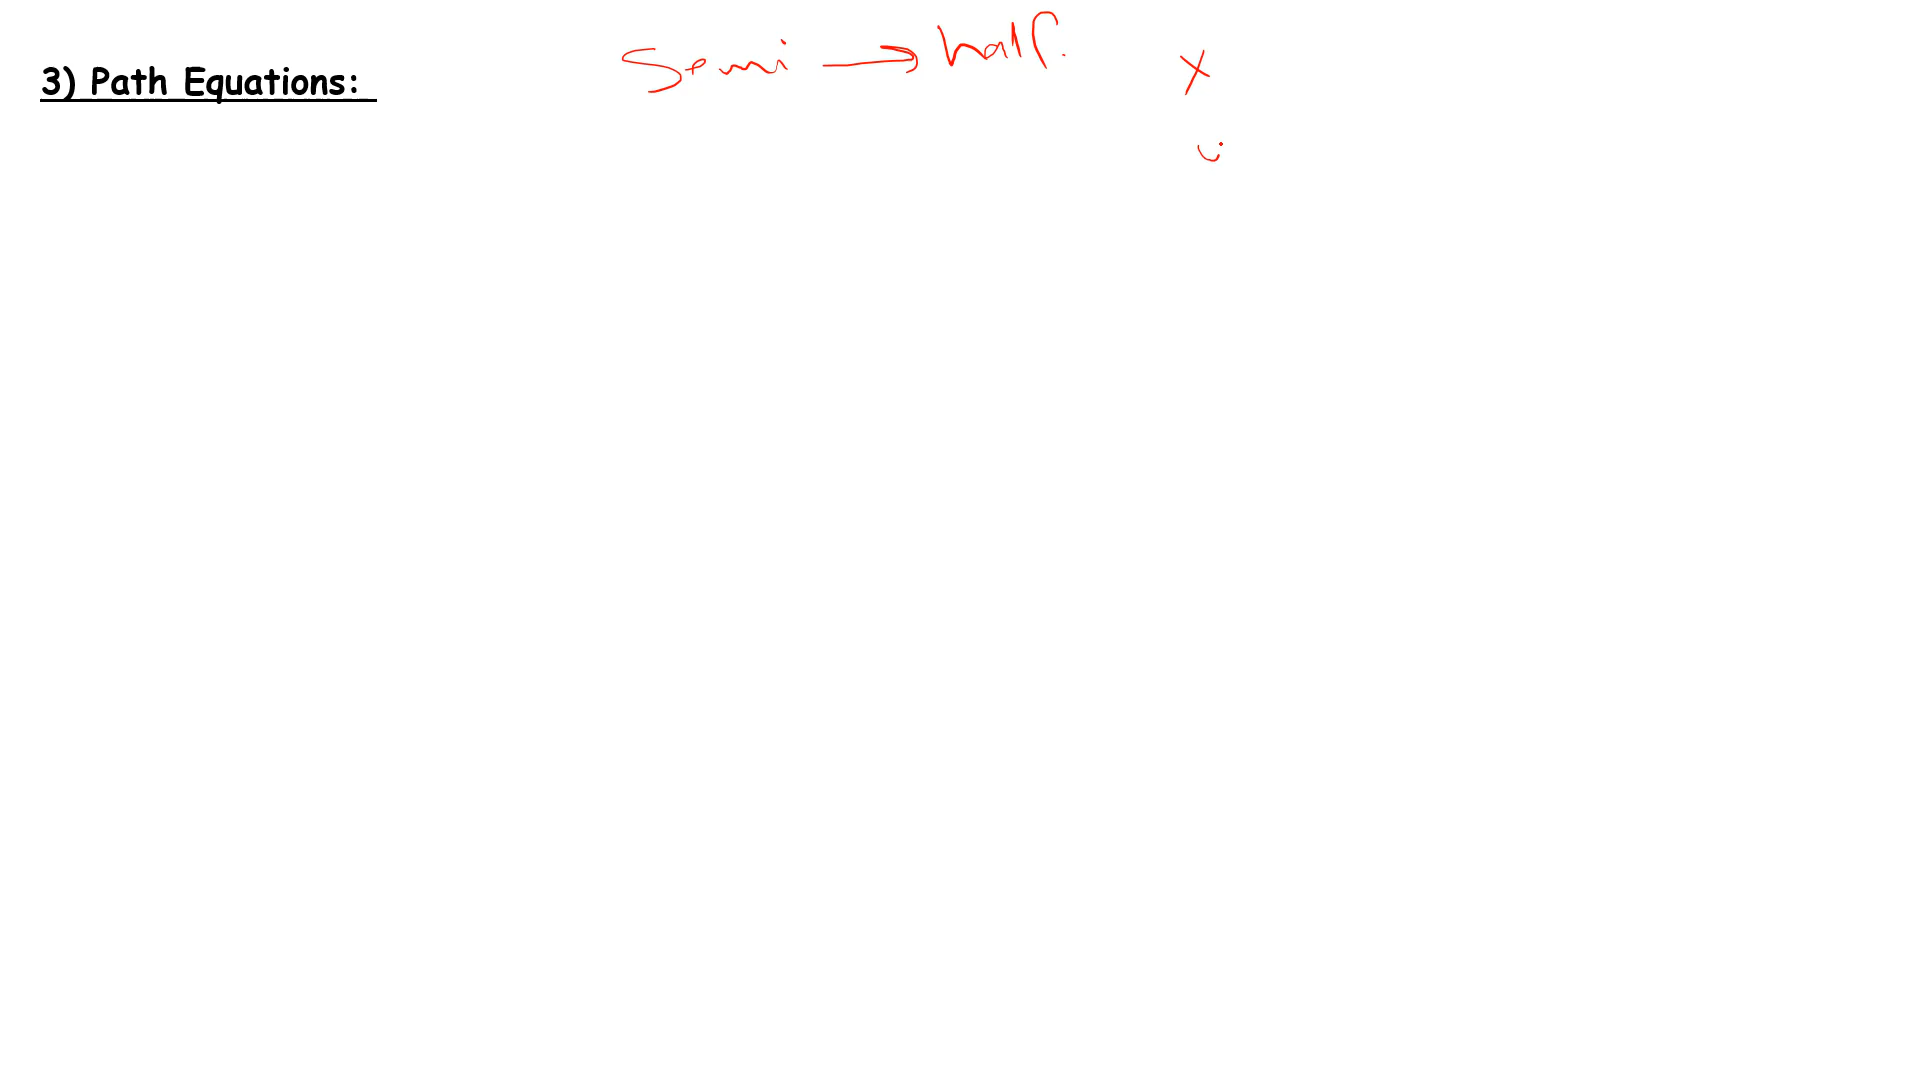 3) Path Equations:
Semi → half.
x